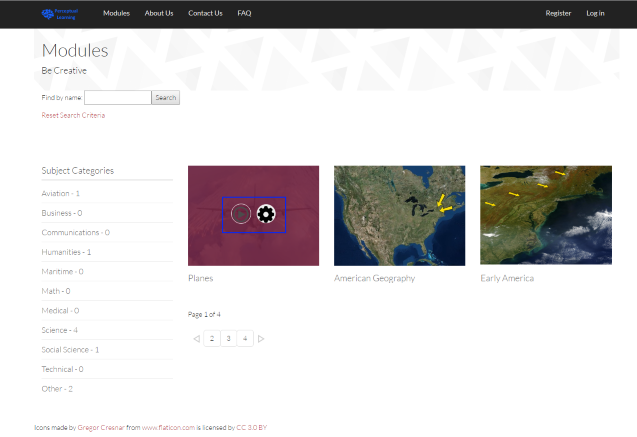 Perceptual
Learning
Modules
About Us
Contact Us
FAQ
Register
Log in
Modules
Be Creative
Find by name:
Search
Reset Search Criteria
Subject Categories
Aviation - 1
Business - 0
Communications - 0
Humanities - 1
Maritime - 0
Math - 0
Medical - 0
Science - 4
Social Science - 1
Technical - 0
Other - 2
Planes
American Geography
Early America
Page 1 of 4
2
3
4
Icons made by Gregor Cresnar from www.flaticon.com is licensed by CC 3.0 BY